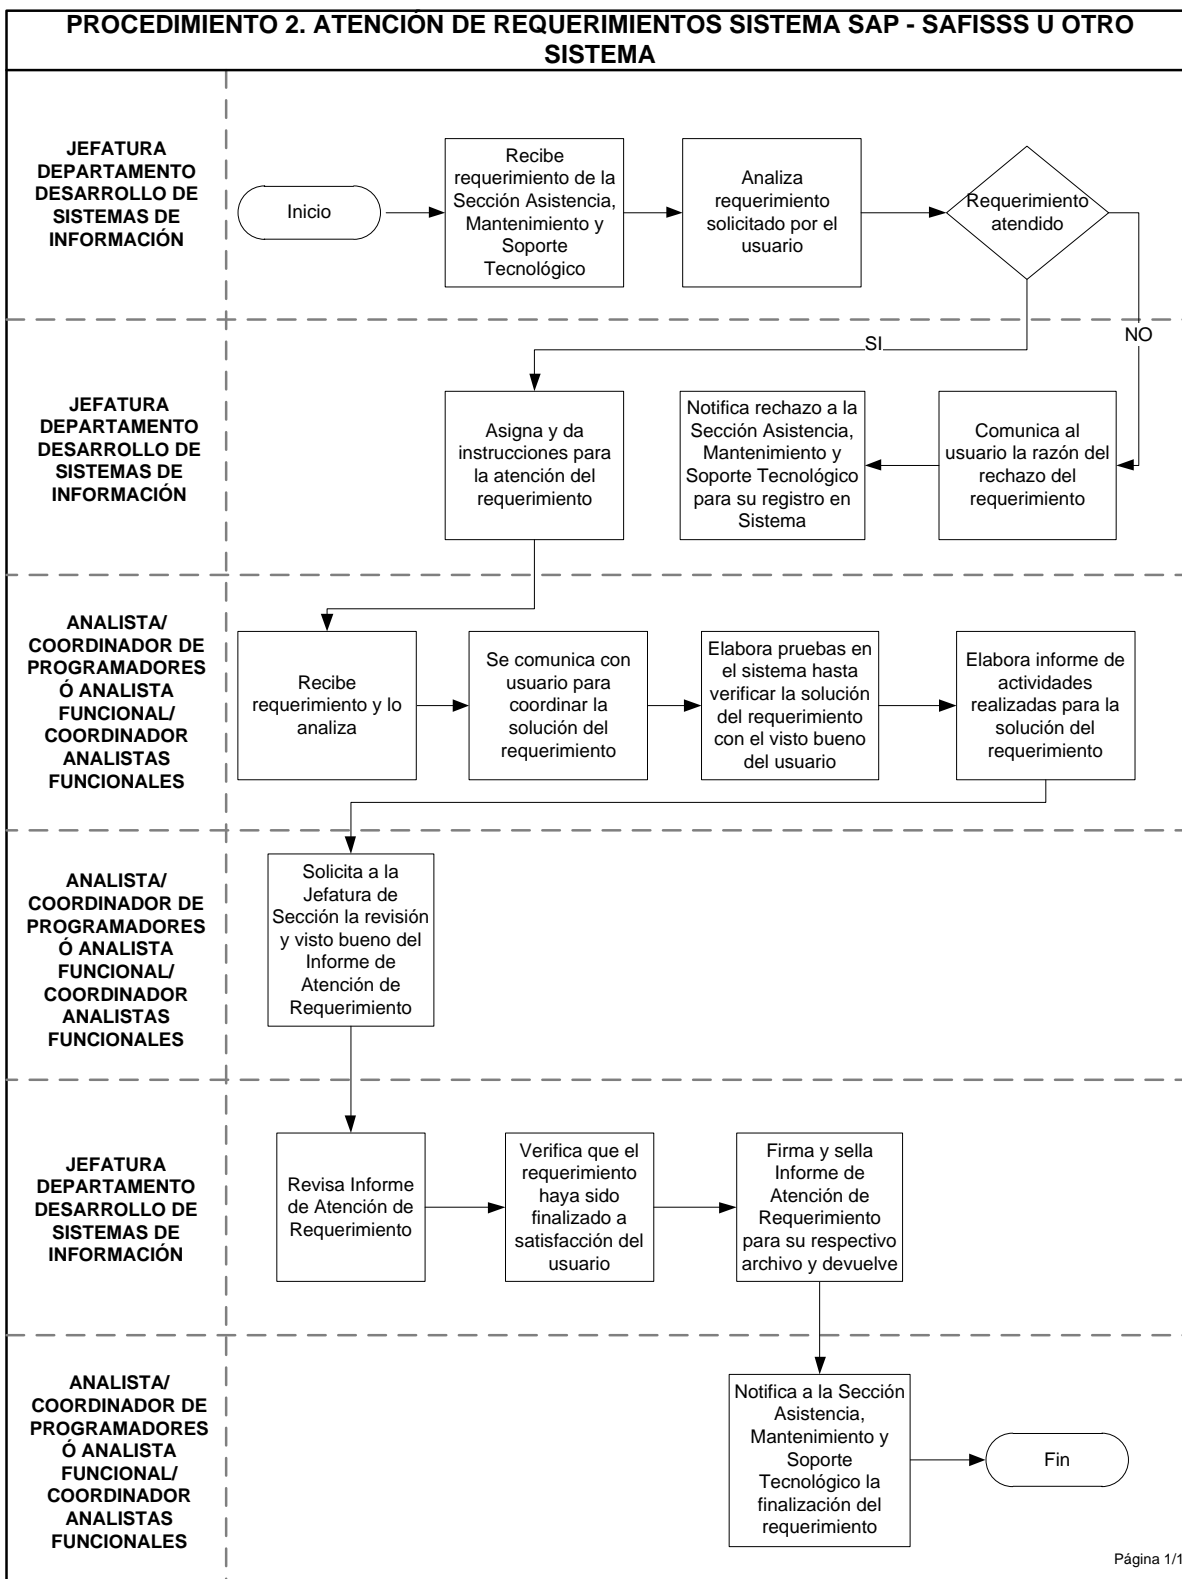 PROCEDIMIENTO 2. ATENCIÓN DE REQUERIMIENTOS SISTEMA SAP - SAFISSS U OTRO
SISTEMA
JEFATURA
DEPARTAMENTO
DESARROLLO DE
SISTEMAS DE
INFORMACIÓN
Inicio
Recibe
requerimiento de la
Sección Asistencia,
Mantenimiento y
Soporte
Tecnológico
Analiza
requerimiento
solicitado por el
usuario
Requerimiento
atendido
SI
NO
JEFATURA
DEPARTAMENTO
DESARROLLO DE
SISTEMAS DE
INFORMACIÓN
Asigna y da
instrucciones para
la atención del
requerimiento
Notifica rechazo a la
Sección Asistencia,
Mantenimiento y
Soporte Tecnológico
para su registro en
Sistema
Comunica al
usuario la razón del
rechazo del
requerimiento
ANALISTA/
COORDINADOR DE
PROGRAMADORES
Ó ANALISTA
FUNCIONAL/
COORDINADOR
ANALISTAS
FUNCIONALES
Recibe
requerimiento y lo
analiza
Se comunica con
usuario para
coordinar la
solución del
requerimiento
Elabora pruebas en
el sistema hasta
verificar la solución
del requerimiento
con el visto bueno
del usuario
Elabora informe de
actividades
realizadas para la
solución del
requerimiento
ANALISTA/
COORDINADOR DE
PROGRAMADORES
Ó ANALISTA
FUNCIONAL/
COORDINADOR
ANALISTAS
FUNCIONALES
Solicita a la
Jefatura de
Sección la revisión
y visto bueno del
Informe de
Atención de
Requerimiento
JEFATURA
DEPARTAMENTO
DESARROLLO DE
SISTEMAS DE
INFORMACIÓN
Revisa Informe
de Atención de
Requerimiento
Verifica que el
requerimiento
haya sido
finalizado a
satisfacción del
usuario
Firma y sella
Informe de
Atención de
Requerimiento
para su respectivo
archivo y devuelve
ANALISTA/
COORDINADOR DE
PROGRAMADORES
Ó ANALISTA
FUNCIONAL/
COORDINADOR
ANALISTAS
FUNCIONALES
Notifica a la Sección
Asistencia,
Mantenimiento y
Soporte
Tecnológico la
finalización del
requerimiento
Fin
Página 1/1